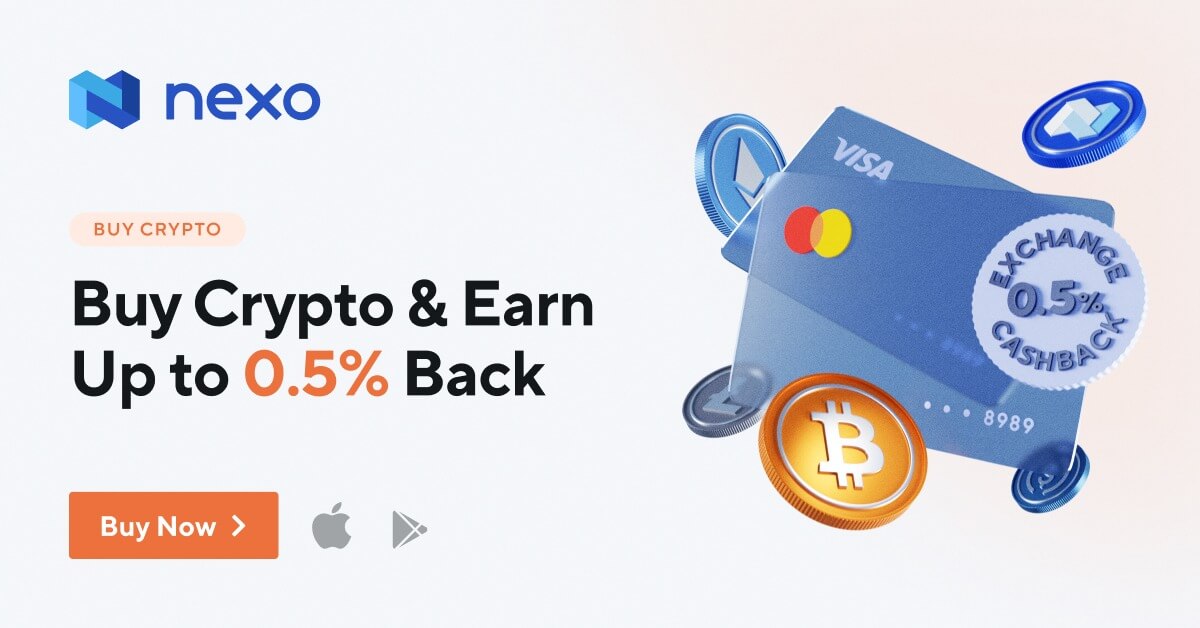 nexo
BUY CRYPTO
Buy Crypto & Earn
Up to 0.5% Back
Buy Now
VISA
EXCHANGE
0.5%
CASHBACK
• • • 8989